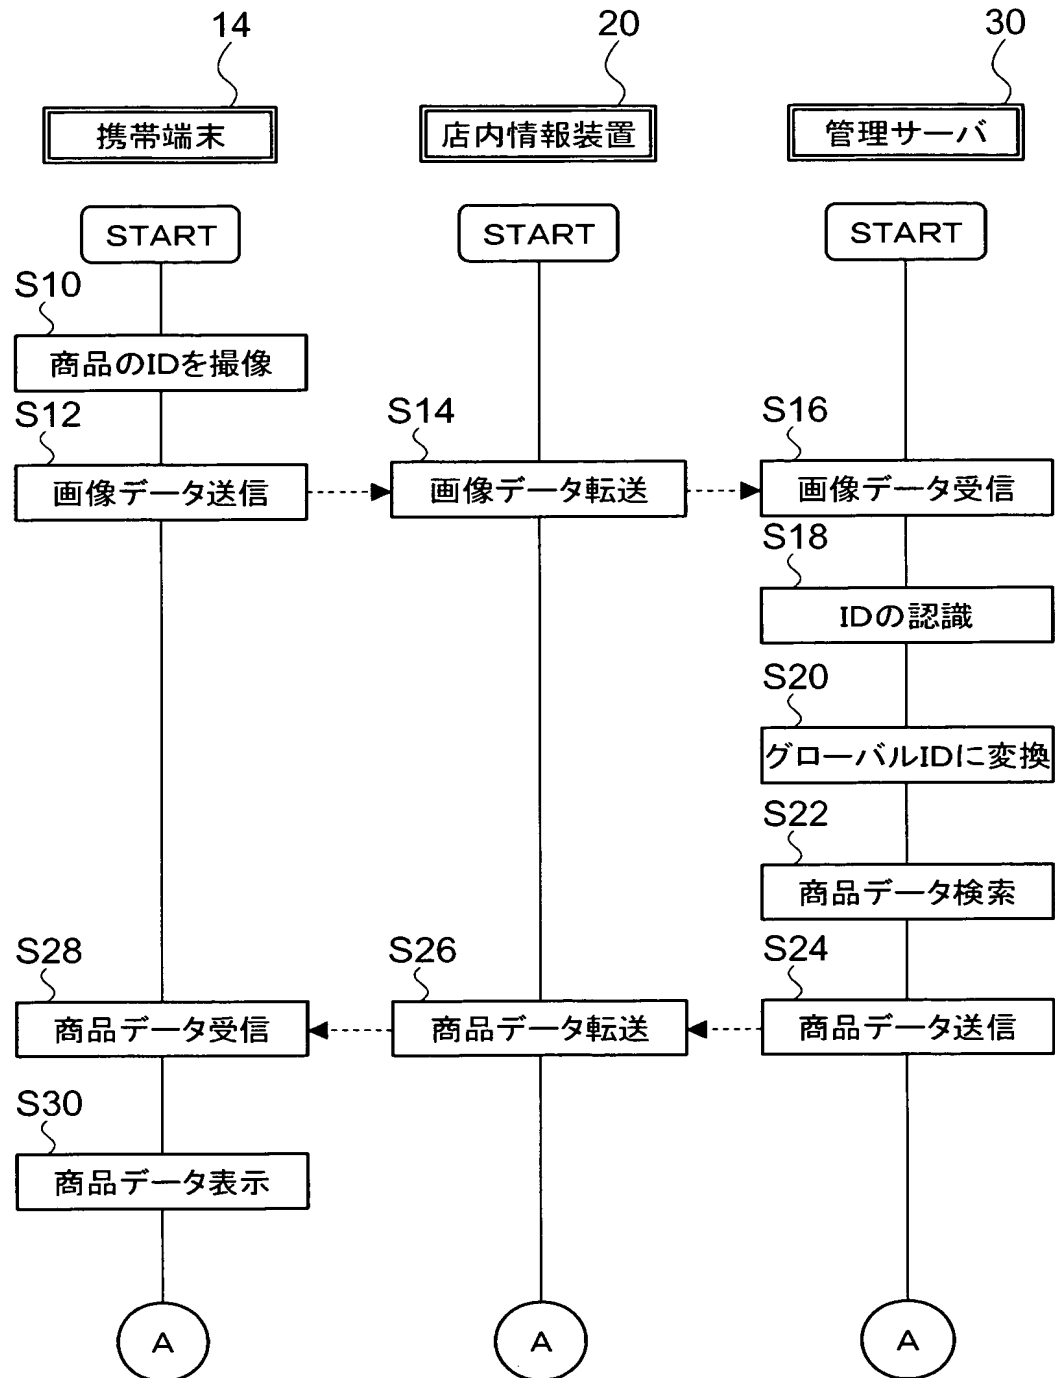 14
20
30
携帯端末
店内情報装置
管理サーバ
START
START
START
S10
商品のIDを撮像
S12
S14
S16
画像データ送信
画像データ転送
画像データ受信
S18
IDの認識
S20
グローバルIDに変換
S22
商品データ検索
S28
S26
S24
商品データ受信
商品データ転送
商品データ送信
S30
商品データ表示
A
A
A